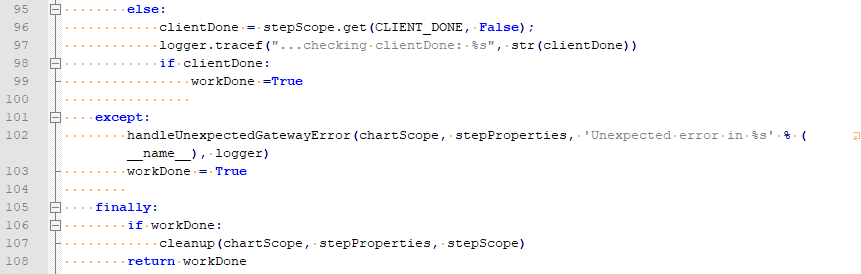 95 else:
96 clientDone = stepScope.get(CLIENT_DONE, False);
97 logger.tracef("...checking clientDone: %s", str(clientDone))
98 if clientDone:
99 workDone =True
100
101 except:
102 handleUnexpectedGatewayError(chartScope, stepProperties, 'Unexpected error in %s' % (
__name__), logger)
103 workDone = True
104
105 finally:
106 if workDone:
107 cleanup(chartScope, stepProperties, stepScope)
108 return workDone